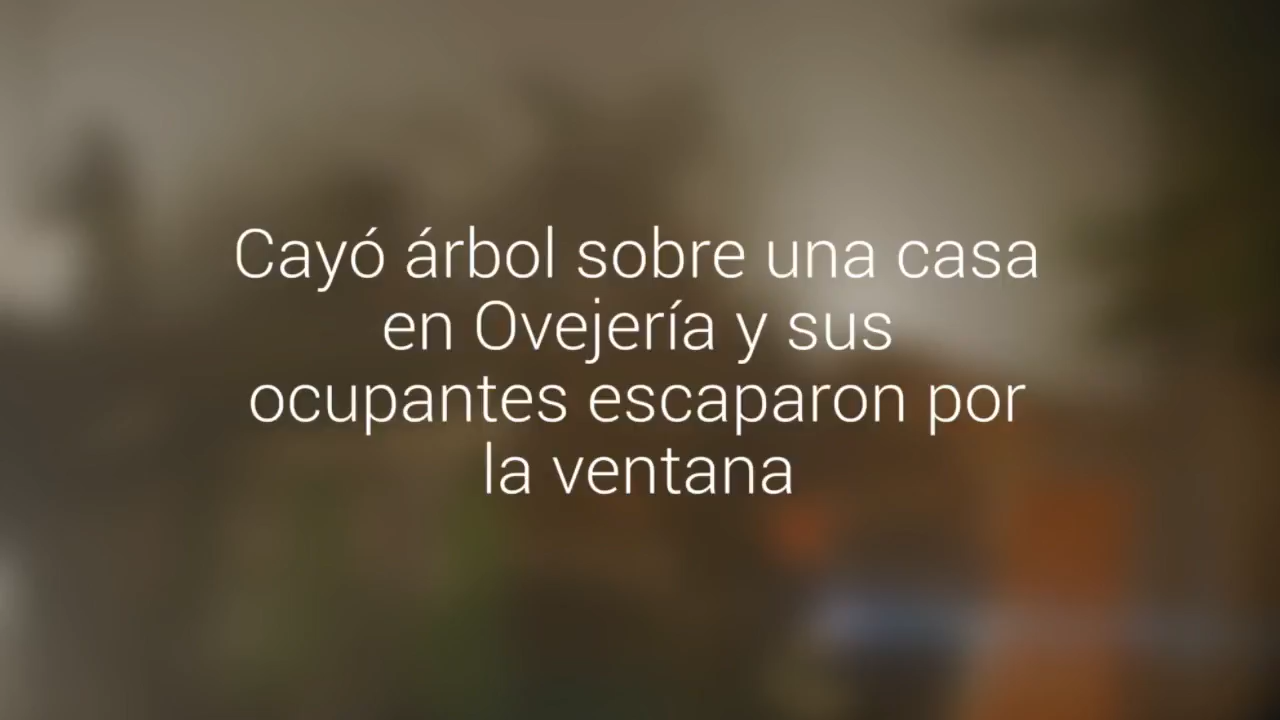 Cayó árbol sobre una casa
en Ovejería y sus
ocupantes escaparon por
la ventana